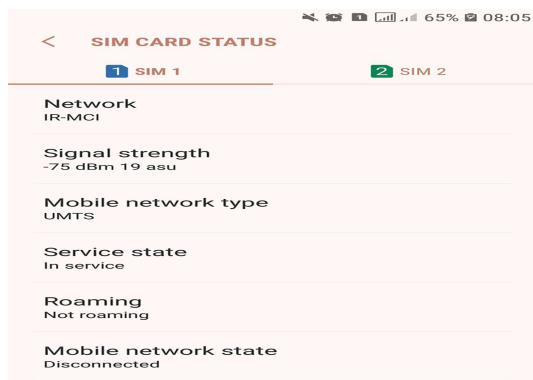 65% 08:05
SIM CARD STATUS
1 SIM 1
2 SIM 2
Network
IR-MCI
Signal strength
-75 dBm 19 asu
Mobile network type
UMTS
Service state
In service
Roaming
Not roaming
Mobile network state
Disconnected